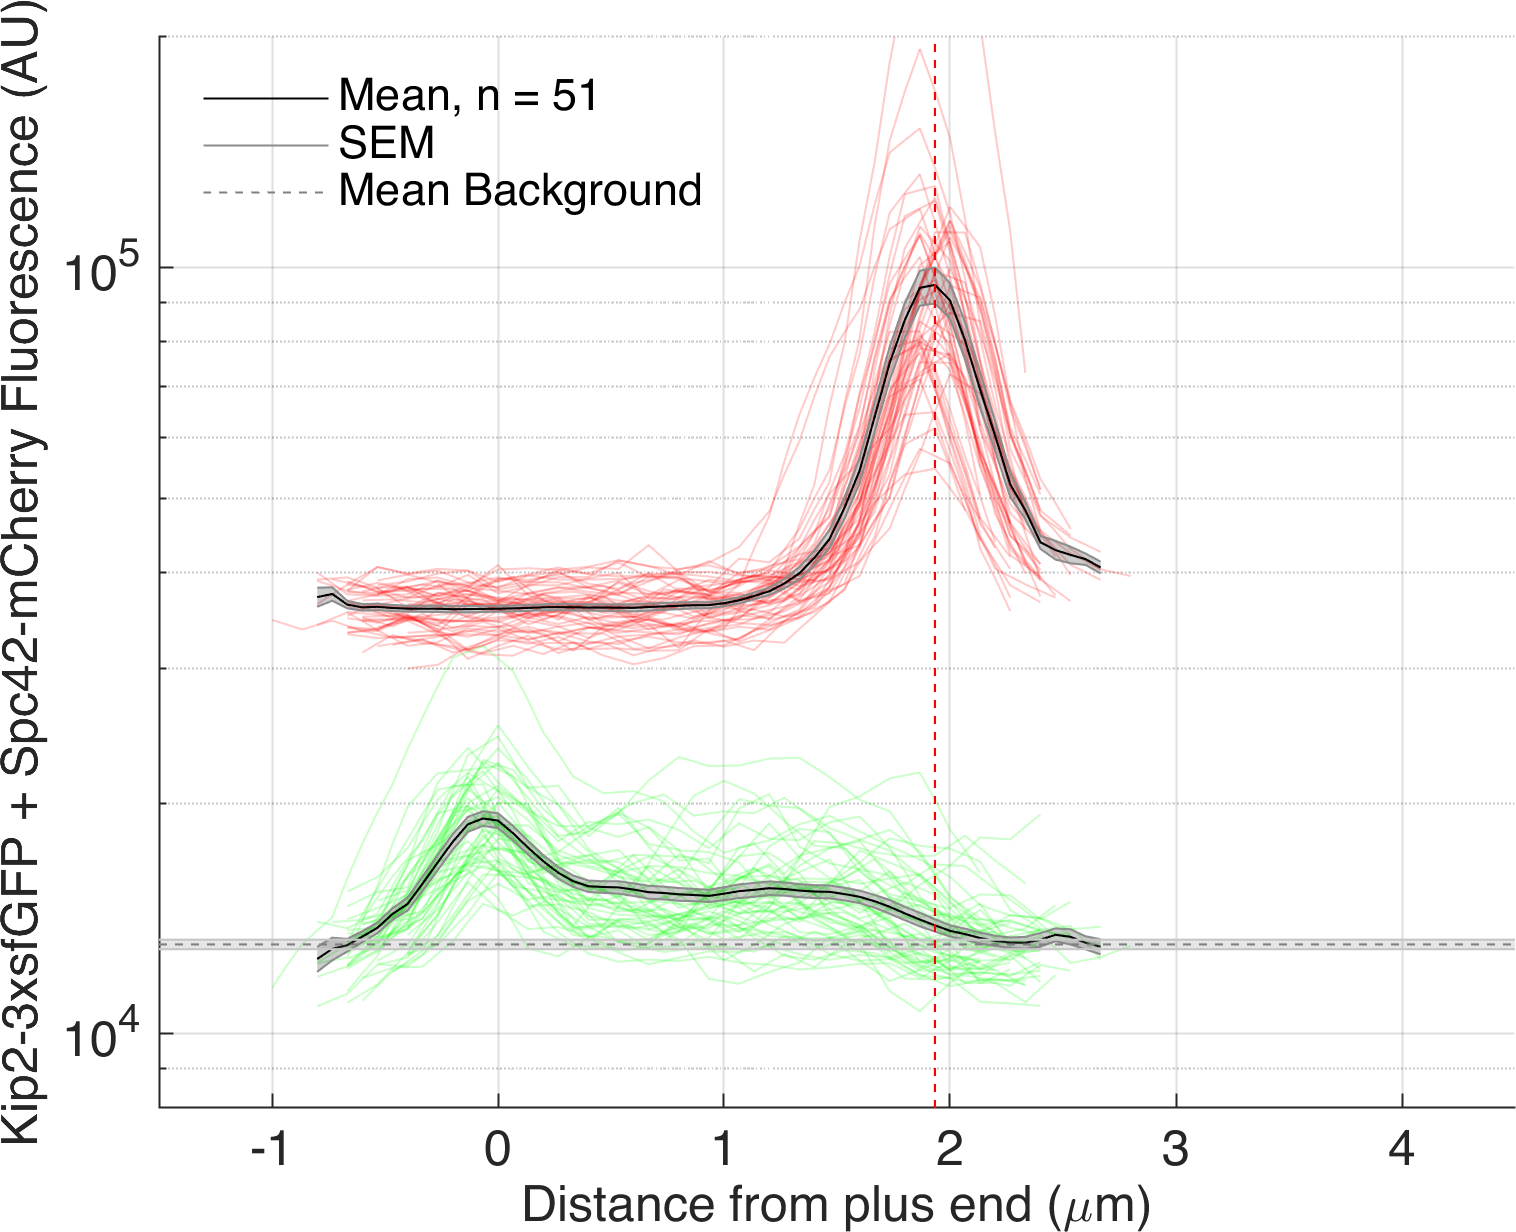 Kip2-3xsfGFP + Spc42-mCherry Fluorescence (AU)
Mean, n = 51
SEM
Mean Background
10^5
10^4
-1 0 1 2 3 4
Distance from plus end (μm)